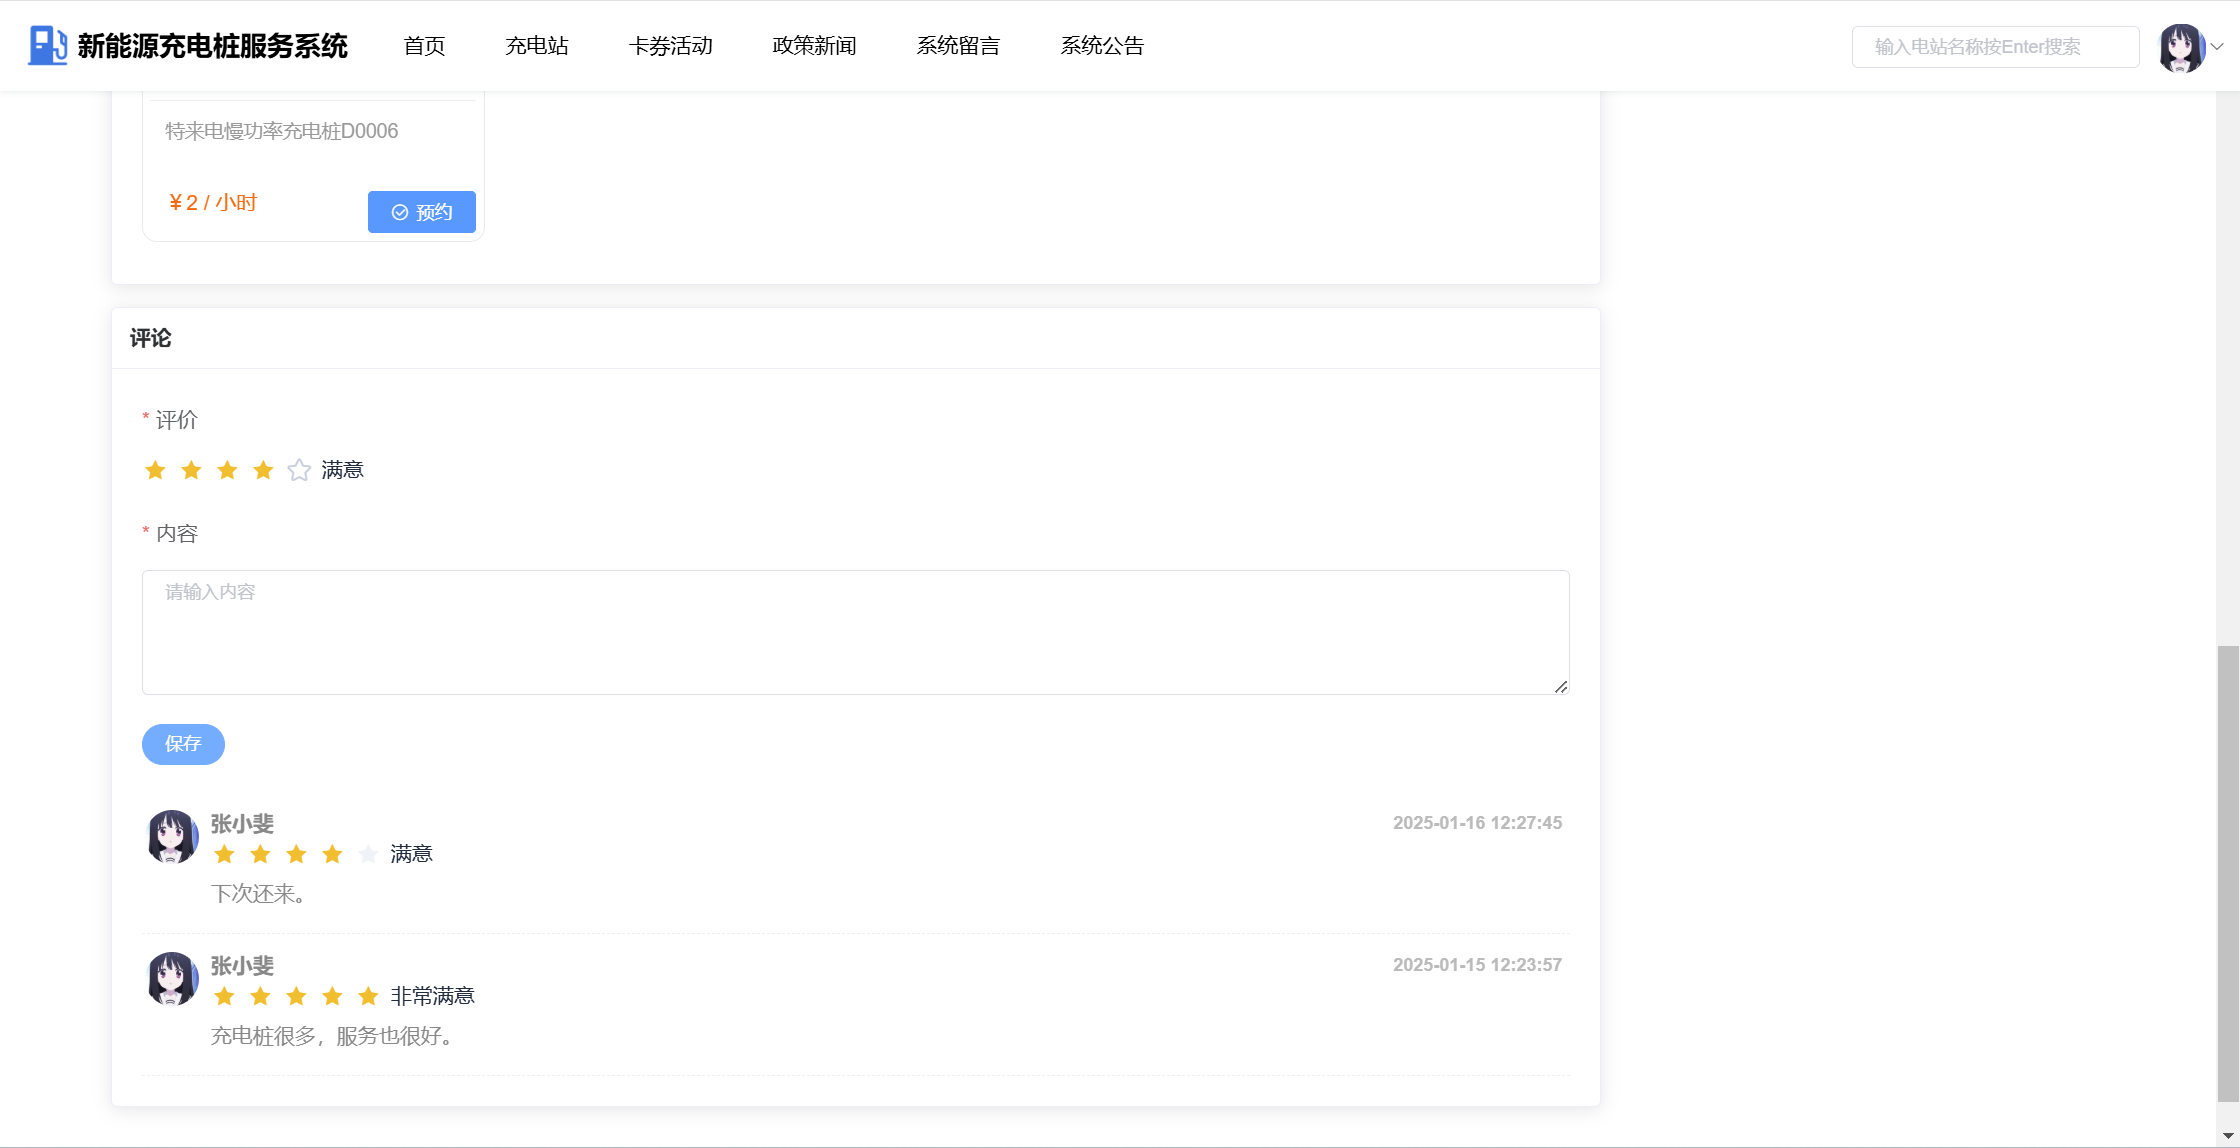 新能源充电桩服务系统 首页 充电站 卡券活动 政策新闻 系统留言 系统公告 输入电站名称按Enter搜索
特来电慢功率充电桩D0006
￥2 / 小时 预约
评论
* 评价
满意
* 内容
请输入内容
保存
张小斐 2025-01-16 12:27:45
满意
下次还来。
张小斐 2025-01-15 12:23:57
非常满意
充电桩很多，服务也很好。